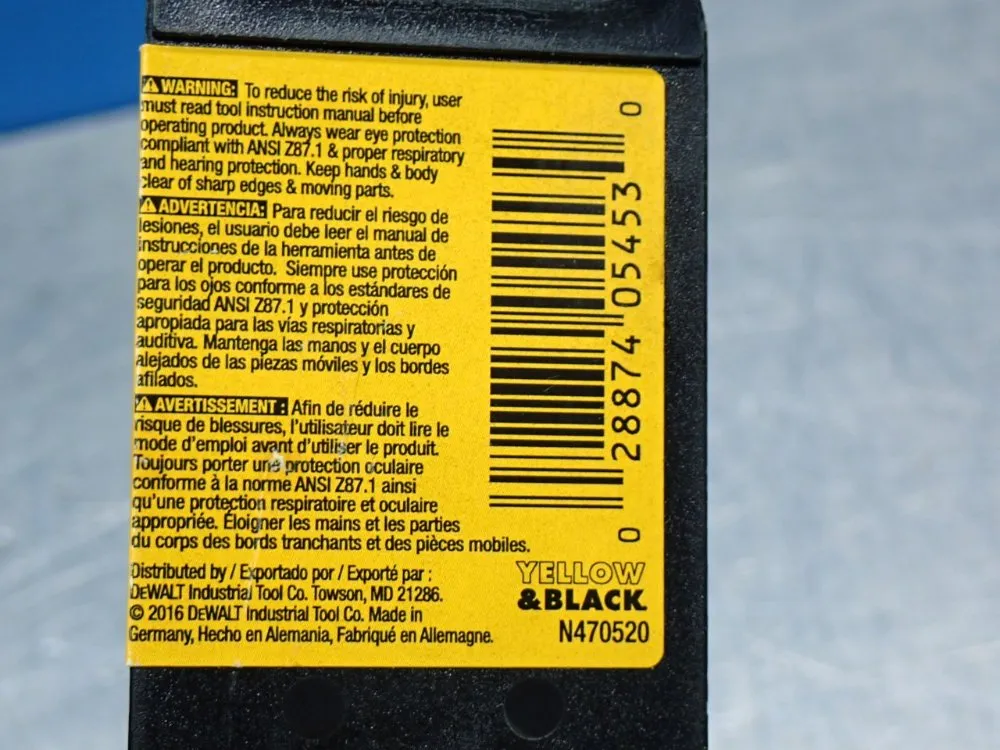 ⚠ WARNING: To reduce the risk of injury, user
must read tool instruction manual before
operating product. Always wear eye protection
compliant with ANSI Z87.1 & proper respiratory
and hearing protection. Keep hands & body
clear of sharp edges & moving parts.
⚠ ADVERTENCIA: Para reducir el riesgo de
lesiones, el usuario debe leer el manual de
instrucciones de la herramienta antes de
operar el producto. Siempre use protección
para los ojos conforme a los estándares de
seguridad ANSI Z87.1 y protección
apropiada para las vías respiratorias y
auditiva. Mantenga las manos y el cuerpo
alejados de las piezas móviles y los bordes
afilados.
⚠ AVERTISSEMENT : Afin de réduire le
risque de blessures, l'utilisateur doit lire le
mode d'emploi avant d'utiliser le produit.
Toujours porter une protection oculaire
conforme à la norme ANSI Z87.1 ainsi
qu'une protection respiratoire et oculaire
appropriée. Éloigner les mains et les parties
du corps des bords tranchants et des pièces mobiles.
Distributed by / Exportado por / Exporté par :
DEWALT Industrial Tool Co. Towson, MD 21286.
© 2016 DEWALT Industrial Tool Co. Made in
Germany, Hecho en Alemania, Fabriqué en Allemagne.
0 28874 05453 0
YELLOW
& BLACK
N470520